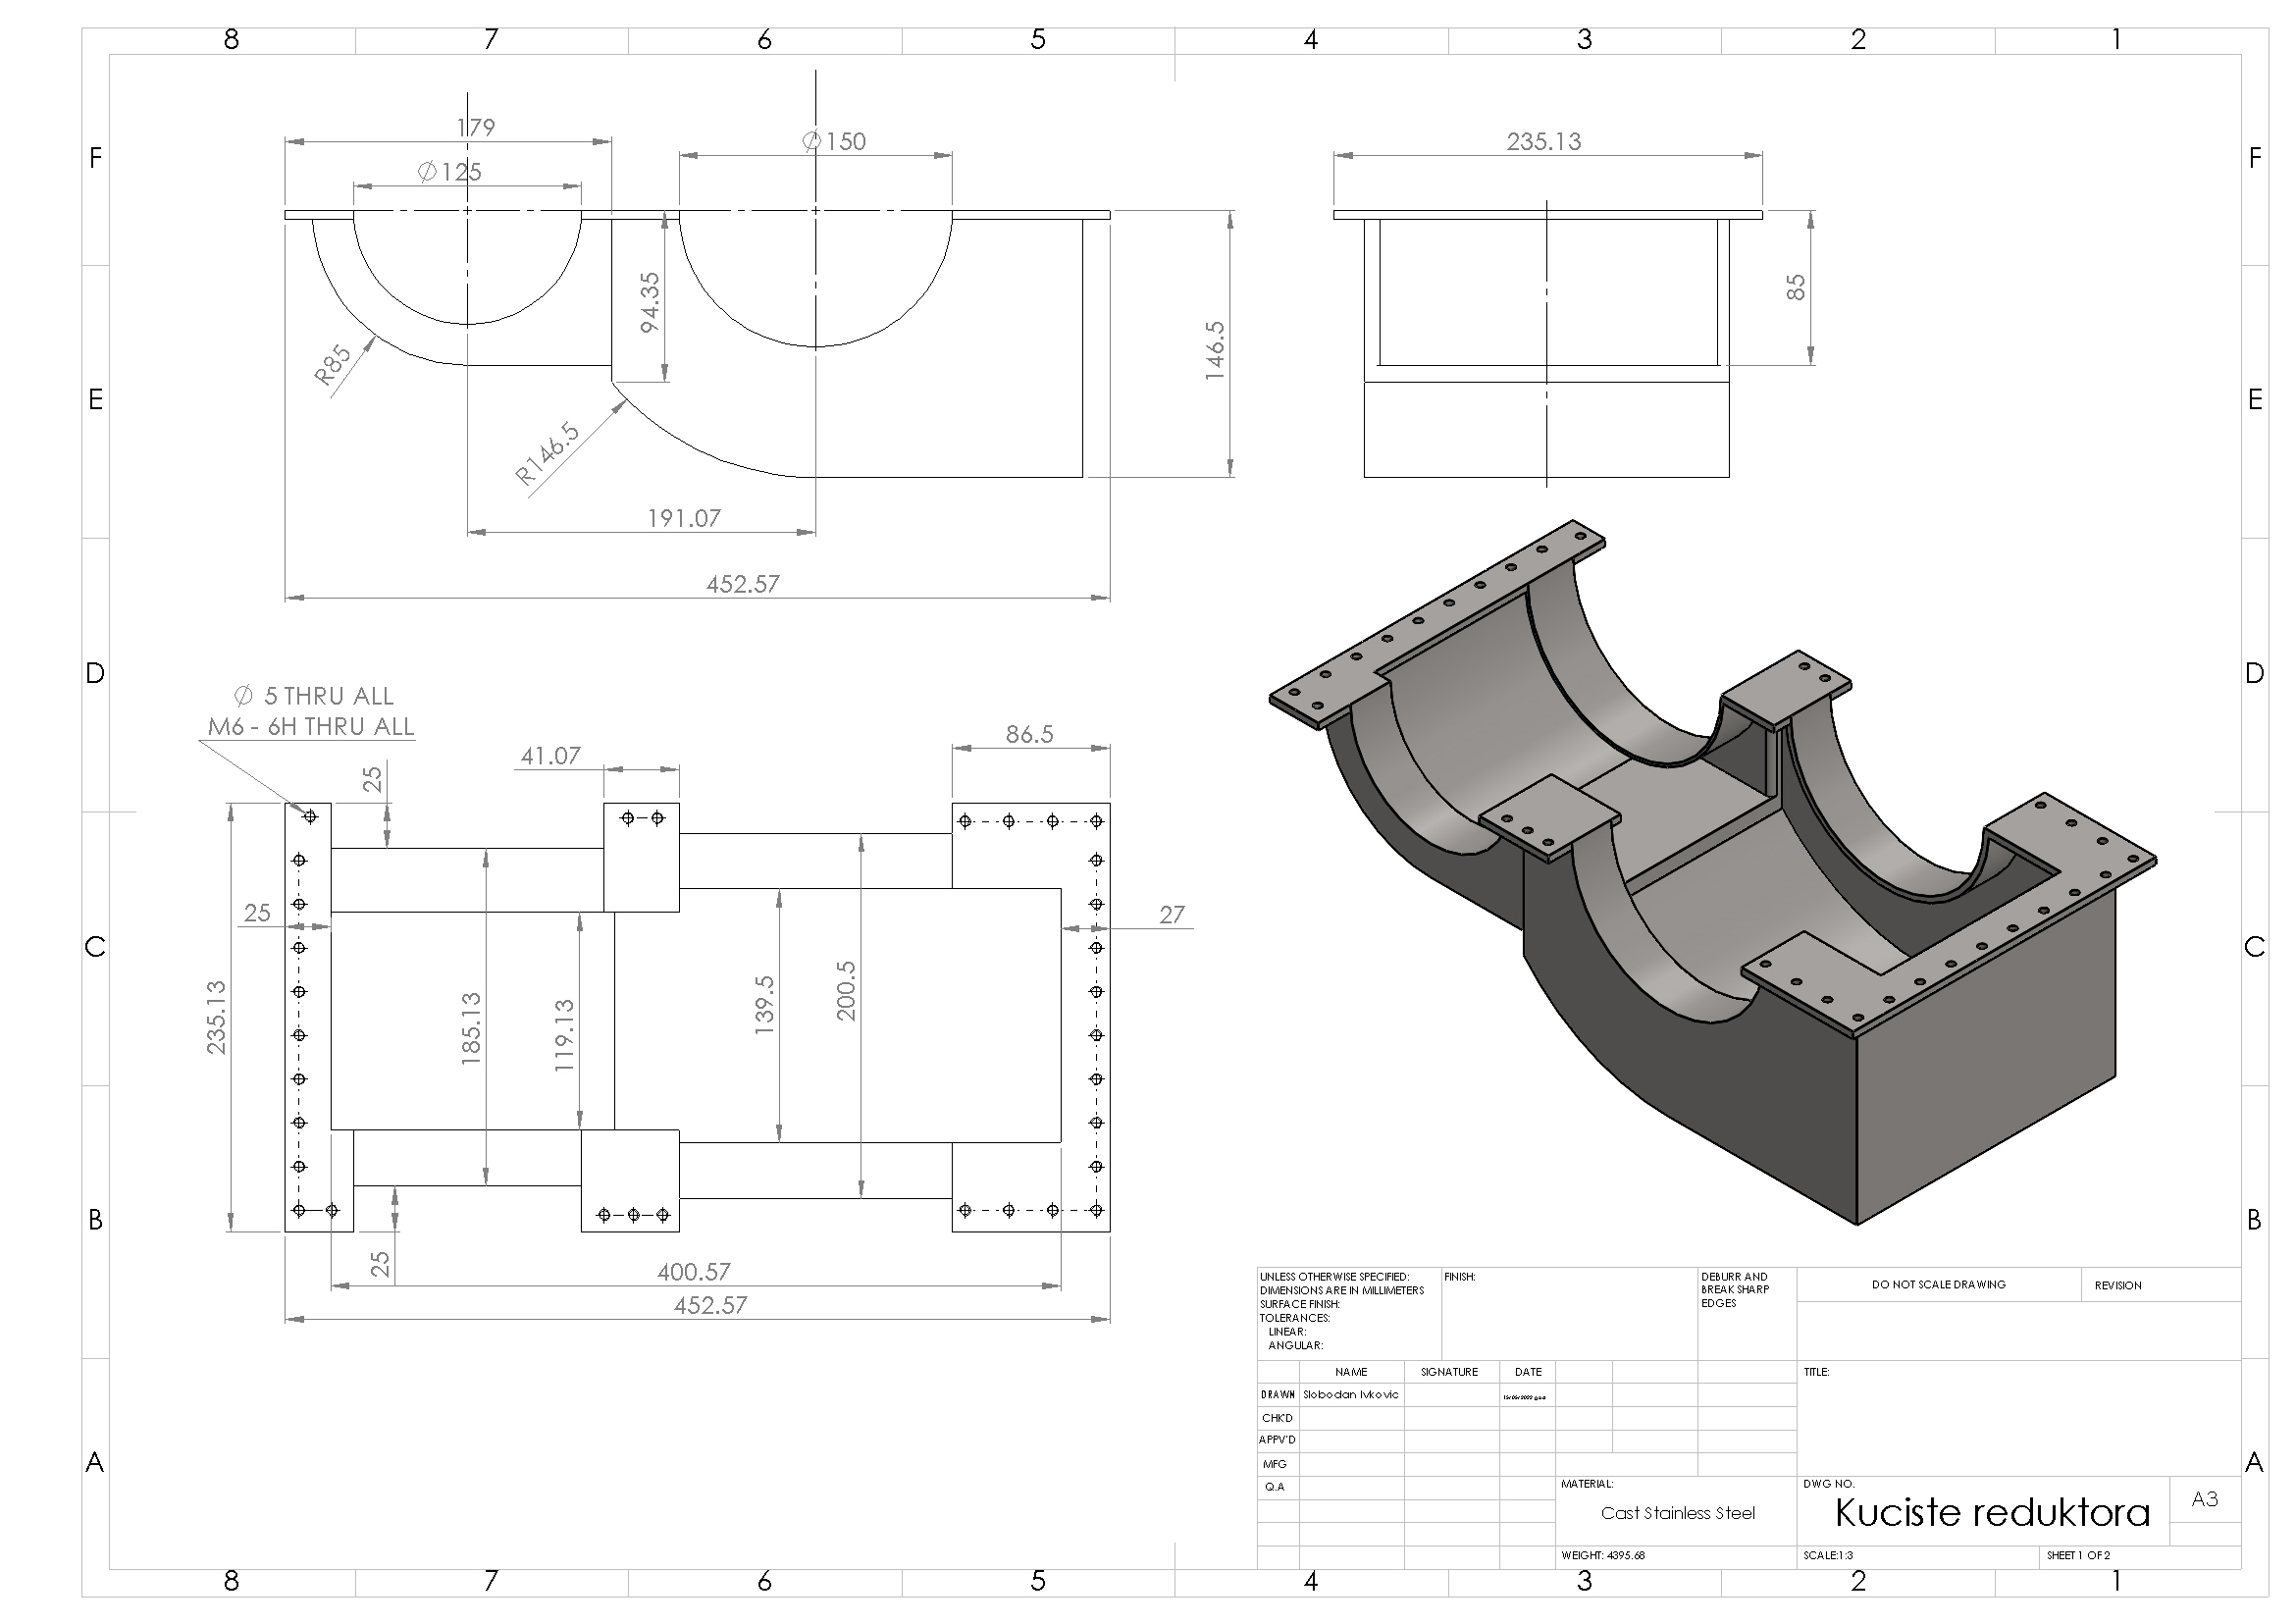 8 7 6 5 4 3 2 1
F F
E E
D D
C C
B B
A A
179
⌀125
⌀150
94.35
146.5
R85
R146.5
191.07
452.57
235.13
85
⌀ 5 THRU ALL
M6 - 6H THRU ALL
25
41.07
86.5
25
27
235.13
185.13
119.13
139.5
200.5
25
400.57
452.57
UNLESS OTHERWISE SPECIFIED:
DIMENSIONS ARE IN MILLIMETERS
SURFACE FINISH:
TOLERANCES:
LINEAR:
ANGULAR:
FINISH:
DEBURR AND
BREAK SHARP
EDGES
DO NOT SCALE DRAWING
REVISION
NAME SIGNATURE DATE
TITLE:
DRAWN Slobodan Ivkovic
CHK'D
APPV'D
MFG
Q.A
MATERIAL:
Cast Stainless Steel
DWG NO.
Kuciste reduktora
A3
WEIGHT: 4395.68
SCALE:1:3
SHEET 1 OF 2
8 7 6 5 4 3 2 1